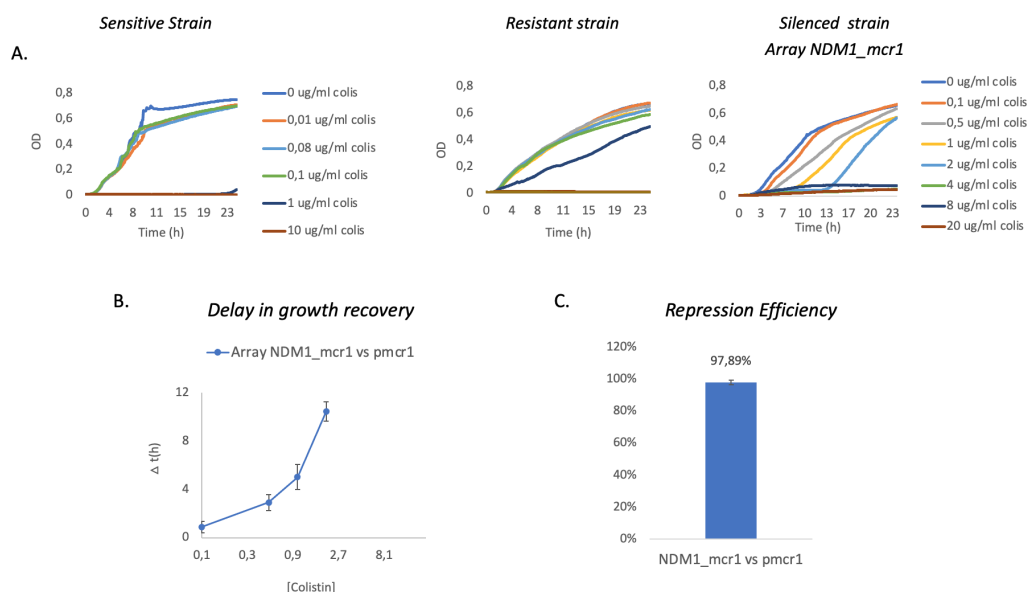 Sensitive Strain
Resistant strain
Silenced strain
Array NDM1_mcr1
A.
OD
0,8
0,6
0,4
0,2
0
0 4 8 11 15 19 23
Time (h)
0 ug/ml colis
0,01 ug/ml colis
0,08 ug/ml colis
0,1 ug/ml colis
1 ug/ml colis
10 ug/ml colis
OD
0,8
0,6
0,4
0,2
0
0 4 8 11 15 19 23
Time (h)
OD
0,8
0,6
0,4
0,2
0
0 3 7 10 13 17 20 23
Time (h)
0 ug/ml colis
0,1 ug/ml colis
0,5 ug/ml colis
1 ug/ml colis
2 ug/ml colis
4 ug/ml colis
8 ug/ml colis
20 ug/ml colis
B.
Delay in growth recovery
Array NDM1_mcr1 vs pmcr1
Δ t(h)
12
8
4
0
0,1 0,3 0,9 2,7 8,1
[Colistin]
C.
Repression Efficiency
120%
100%
80%
60%
40%
20%
0%
97,89%
NDM1_mcr1 vs pmcr1